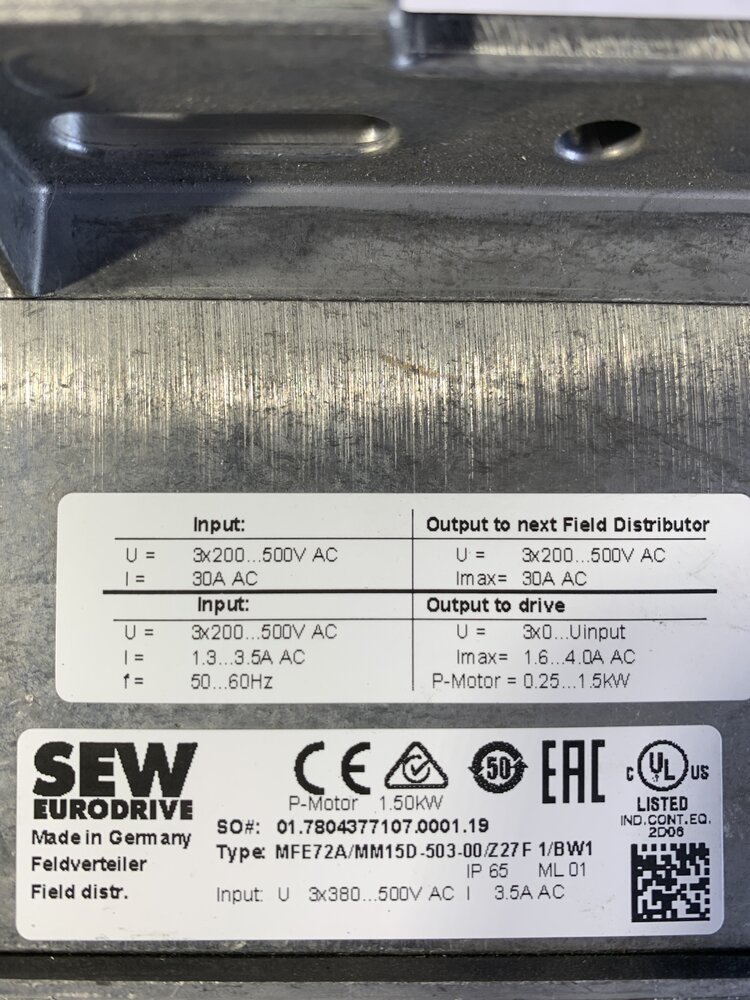 Input: Output to next Field Distributor
U = 3x200...500V AC U = 3x200...500V AC
I = 30A AC Imax= 30A AC
Input: Output to drive
U = 3x200...500V AC U = 3x0...Uinput
I = 1.3...3.5A AC Imax= 1.6...4.0A AC
f = 50...60Hz P-Motor = 0.25...1.5kW
SEW
EURODRIVE
Made in Germany
Feldverteiler
Field distr.
CE 50 EAC c UL US
LISTED
IND.CONT.EQ.
2D06
P-Motor 1.50KW
SO#: 01.7804377107.0001.19
Type: MFE72A/MM15D-503-00/Z27F 1/BW1
IP 65 ML 01
Input: U 3x380...500V AC I 3.5A AC